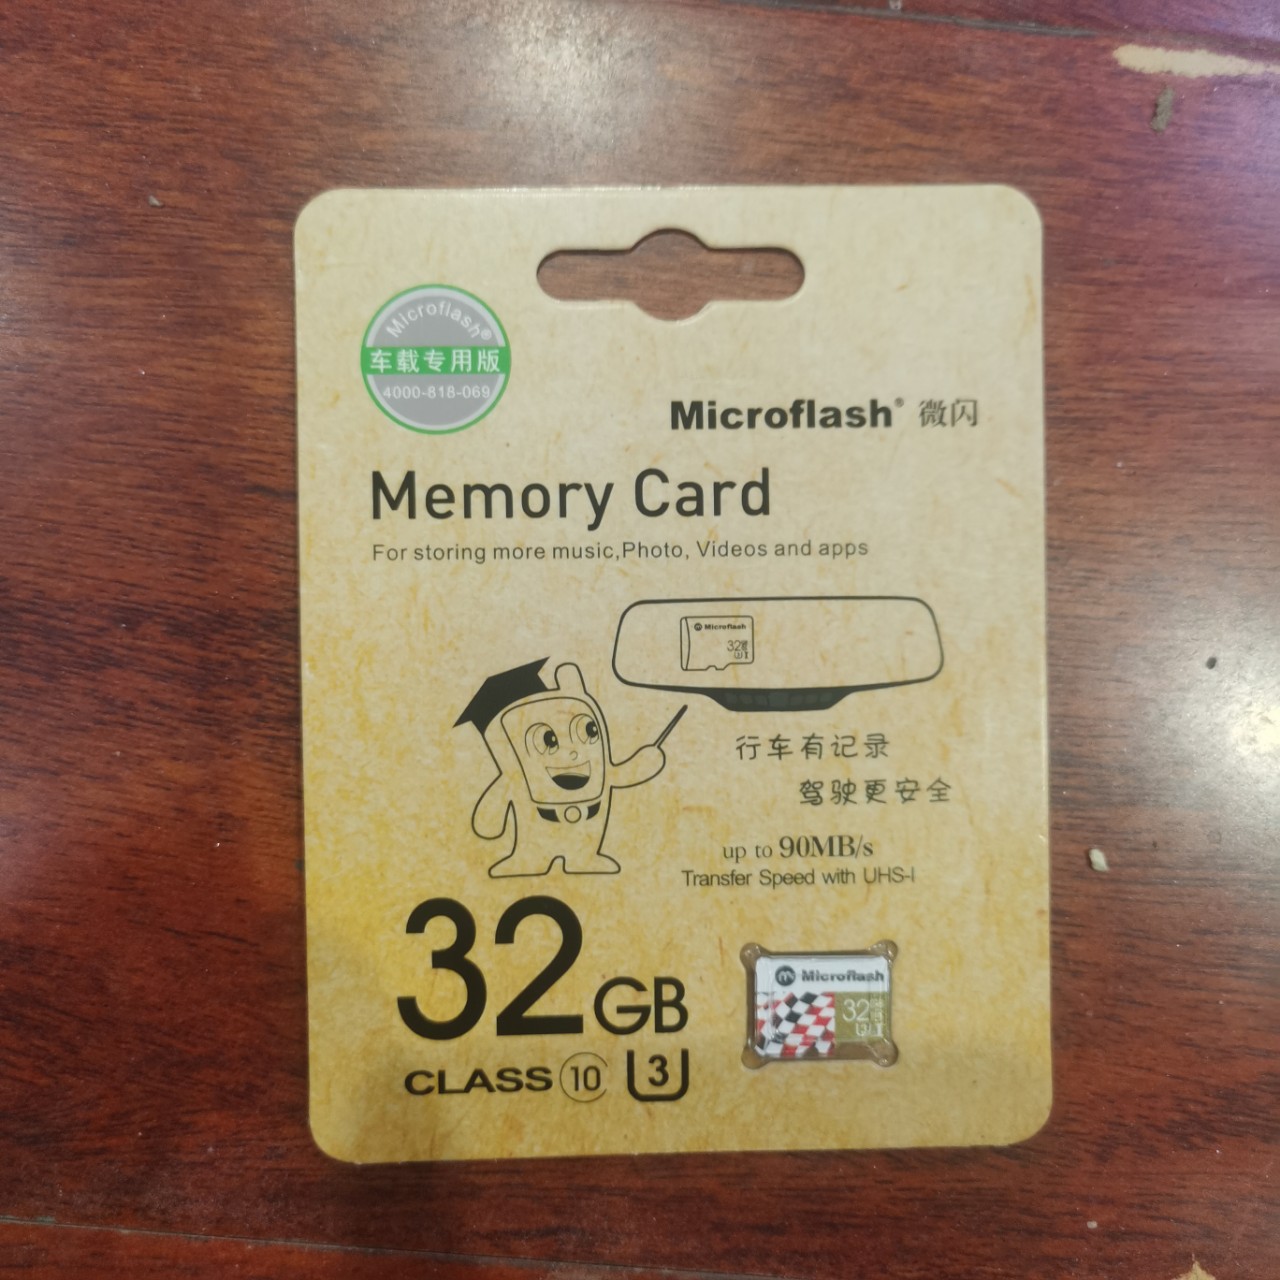 Microflash®
车载专用版
4000-818-069
Microflash® 微闪
Memory Card
For storing more music,Photo, Videos and apps
Microflash
32
行车有记录
驾驶更安全
up to 90MB/s
Transfer Speed with UHS-I
32GB
CLASS 10 U3
Microflash
32